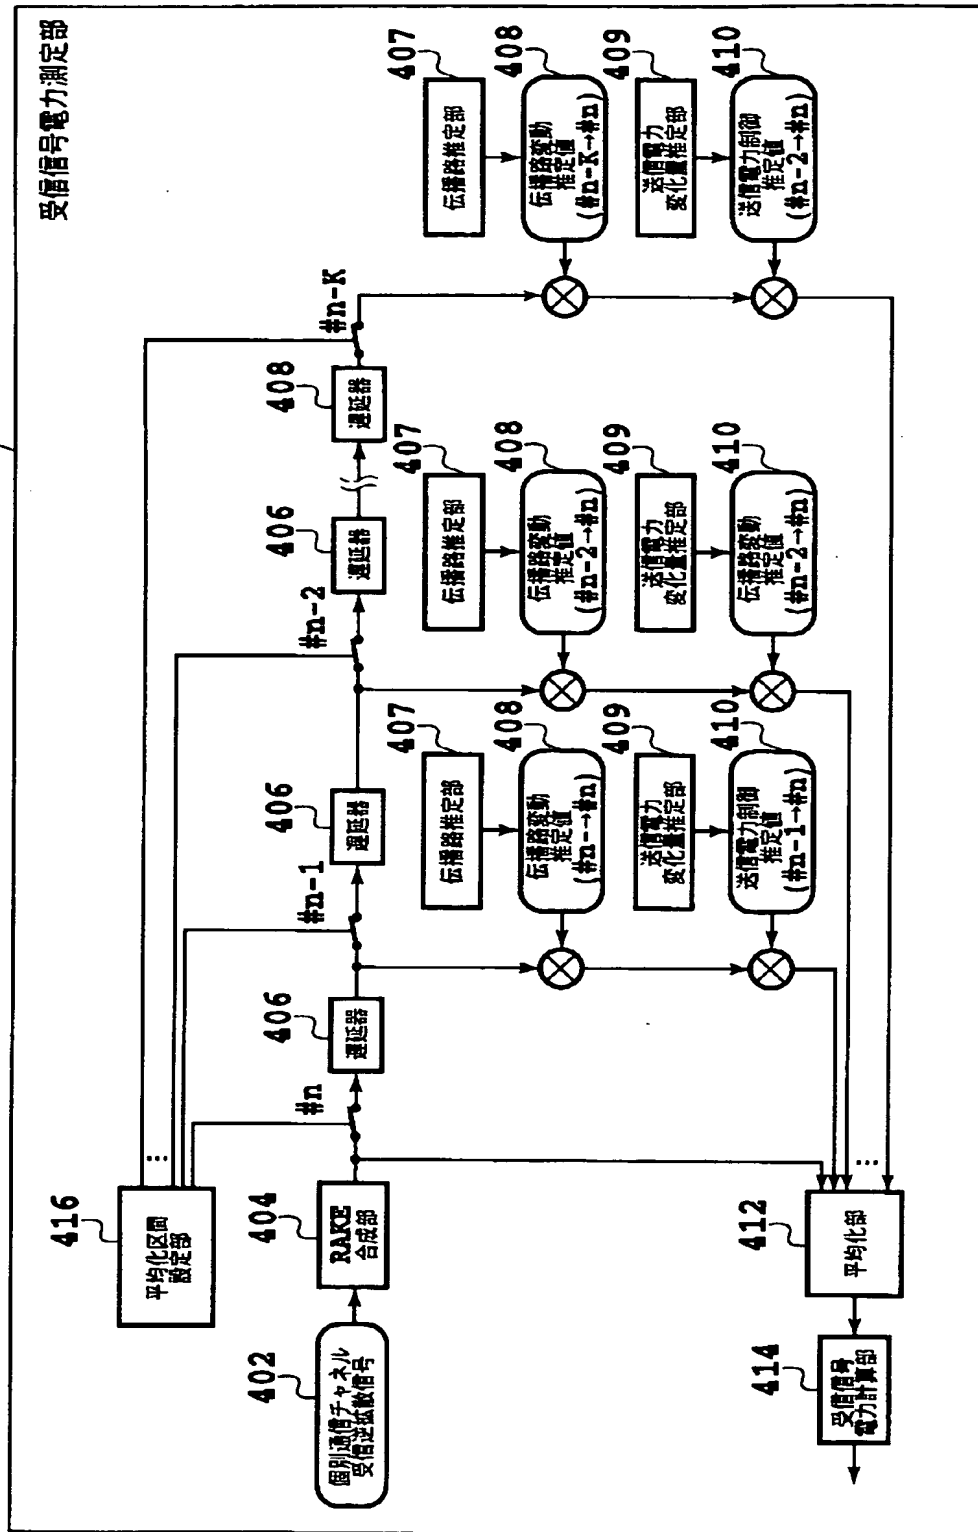 受信信号電力測定部
416
平均化区間
設定部
402
個別通信チャネル
受信逆拡散信号
404
RAKE
合成部
#n
406
遅延器
#n-1
406
遅延器
#n-2
406
遅延器
408
遅延器
#n-K
407
伝播路推定部
408
伝播路変動
推定値
(#n-→#n)
409
送信電力
変化量推定部
410
送信電力制御
推定値
(#n-1→#n)
407
伝播路推定部
408
伝播路変動
推定値
(#n-2→#n)
409
送信電力
変化量推定部
410
伝播路変動
推定値
(#n-2→#n)
407
伝播路推定部
408
伝播路変動
推定値
(#n-K→#n)
409
送信電力
変化量推定部
410
送信電力制御
推定値
(#n-2→#n)
412
平均化部
414
受信信号
電力計算部